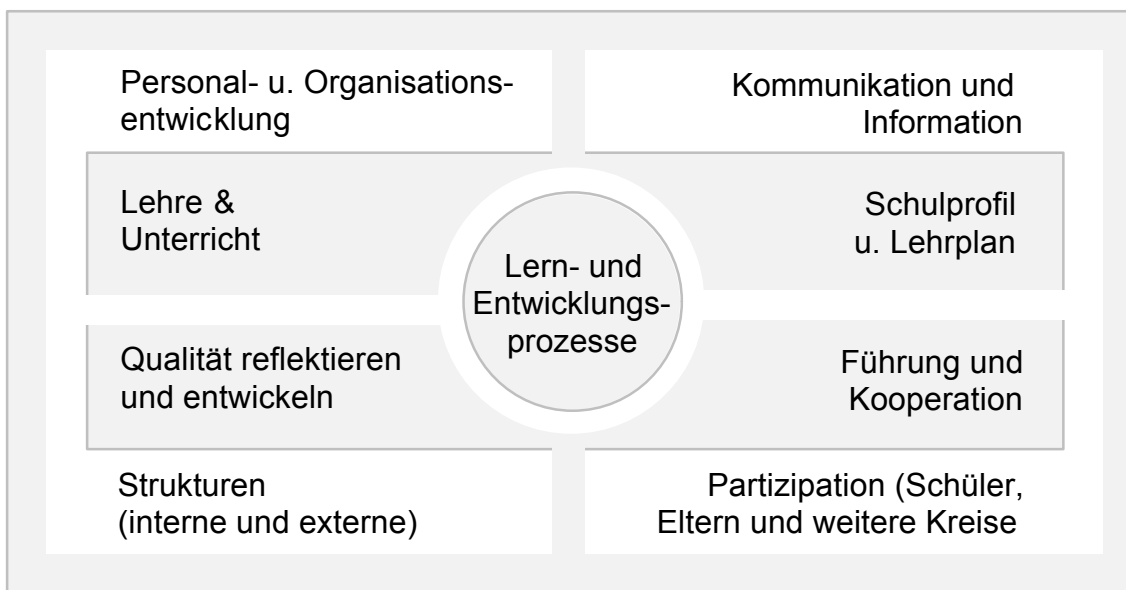 Personal- u. Organisations-
entwicklung
Kommunikation und
Information
Lehre &
Unterricht
Schulprofil
u. Lehrplan
Lern- und
Entwicklungs-
prozesse
Qualität reflektieren
und entwickeln
Führung und
Kooperation
Strukturen
(interne und externe)
Partizipation (Schüler,
Eltern und weitere Kreise